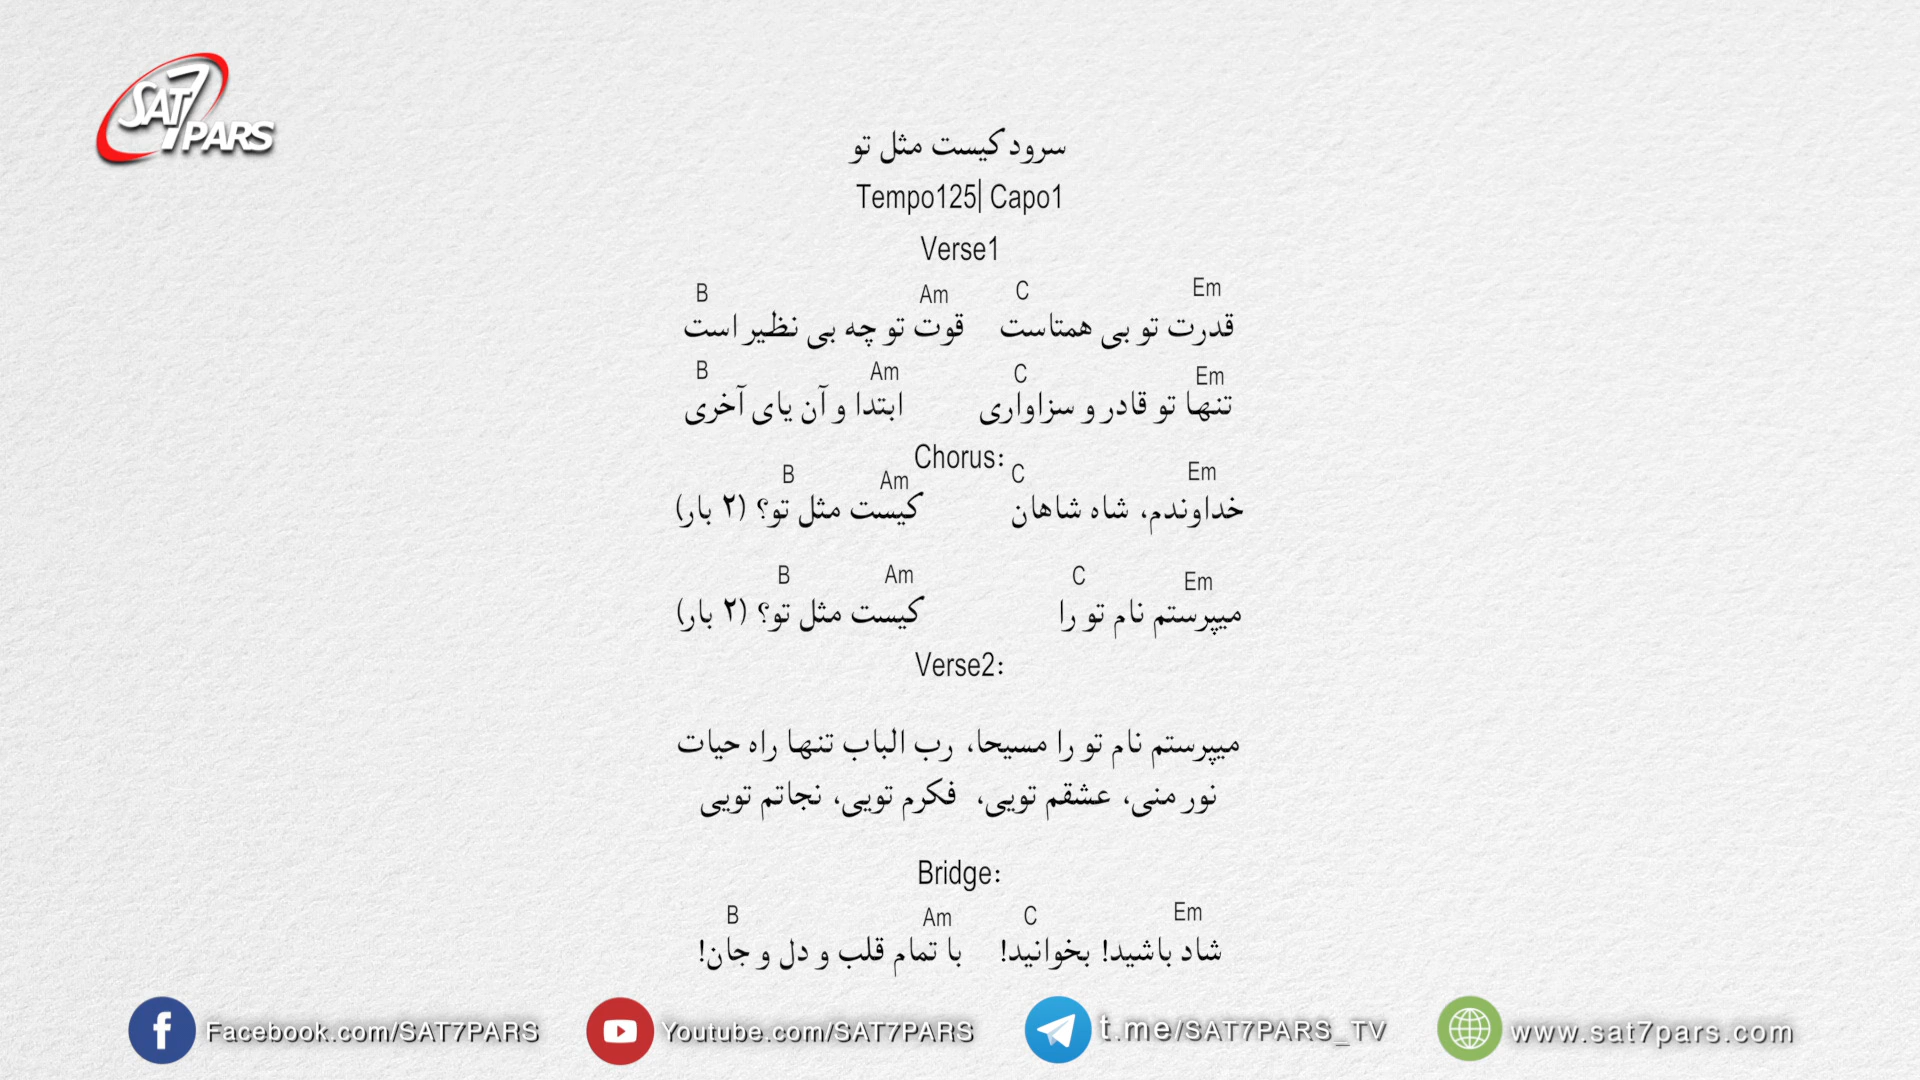 SAT7 PARS
سرود کیست مثل تو
Tempo125| Capo1
Verse1
Em C Am B
قدرت تو بی همتاست قوت تو چه بی نظیر است
Em C Am B
تنها تو قادر و سزاواری ابتدا و آن یای آخری
Chorus:
Em C Am B
خداوندم، شاه شاهان کیست مثل تو؟ (۲ بار)
Em C Am B
میپرستم نام تو را کیست مثل تو؟ (۲ بار)
Verse2:
میپرستم نام تو را مسیحا، رب الباب تنها راه حیات
نور منی، عشقم تویی، فکرم تویی، نجاتم تویی
Bridge:
Em C Am B
شاد باشید! بخوانید! با تمام قلب و دل و جان!
Facebook.com/SAT7PARS Youtube.com/SAT7PARS t.me/SAT7PARS_TV www.sat7pars.com